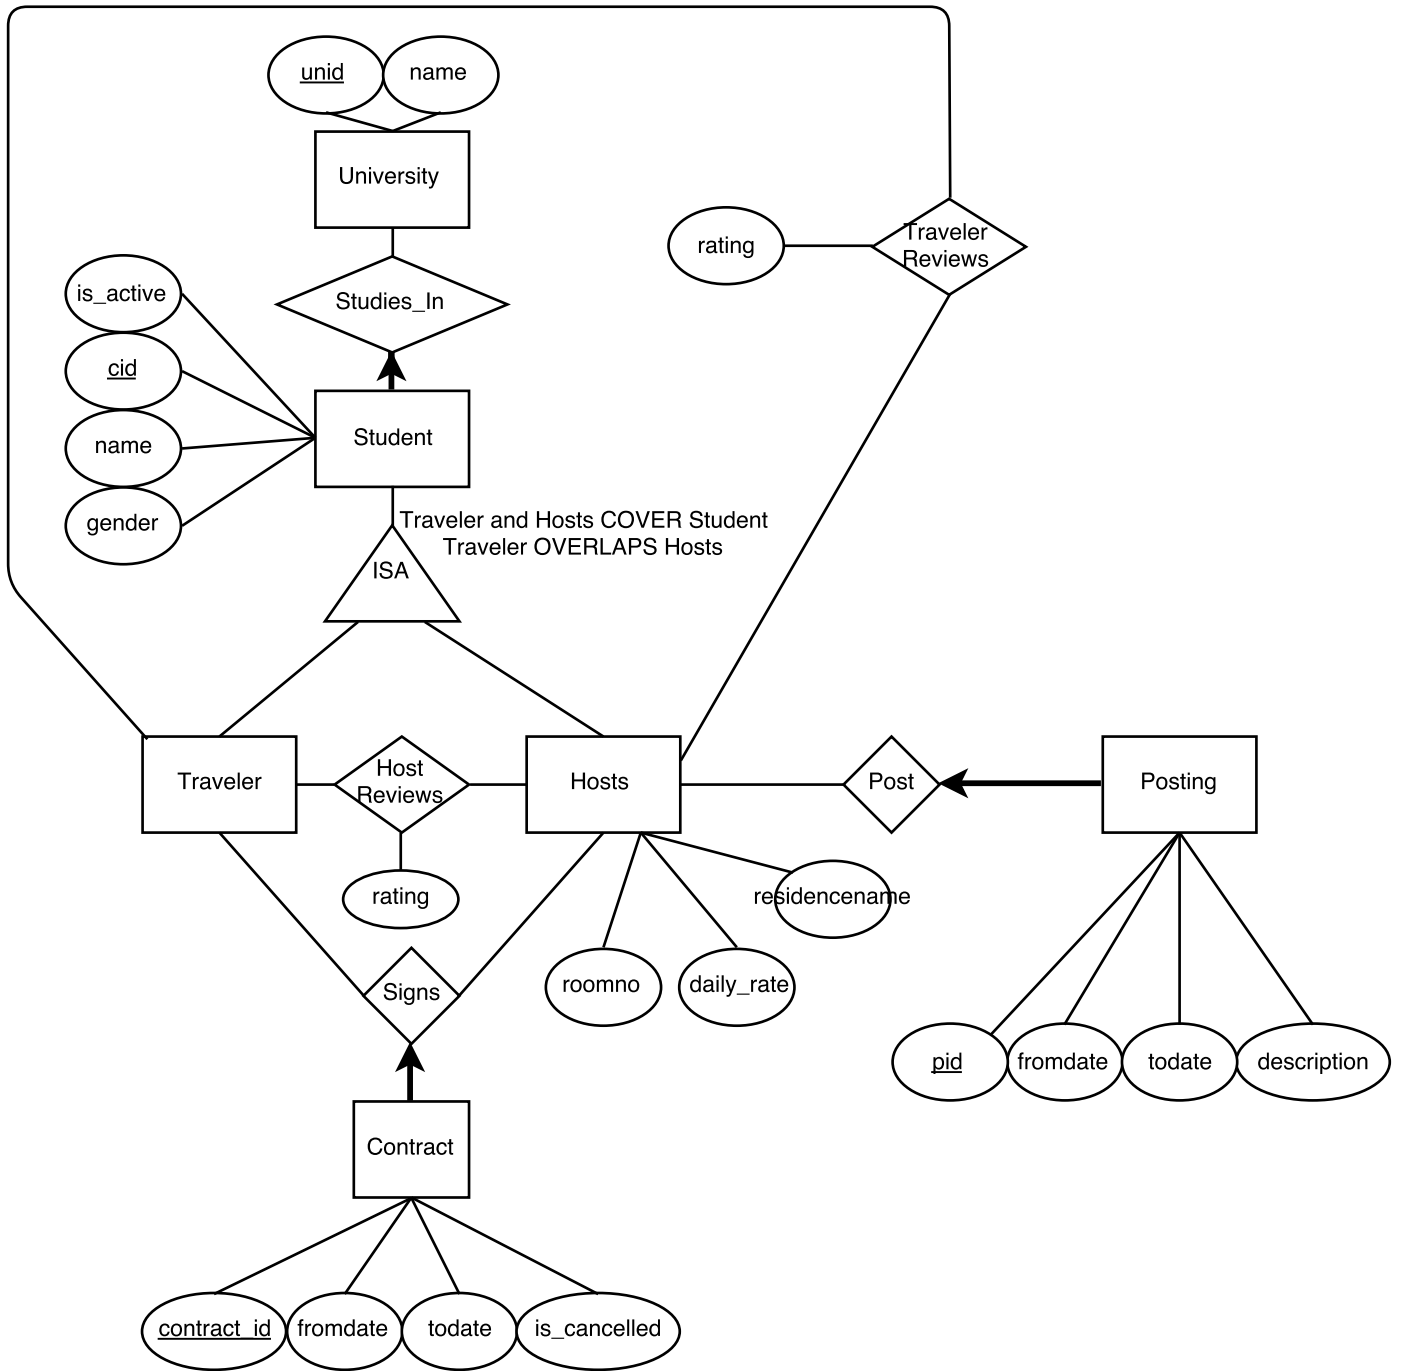 unid
name
University
Traveler
Reviews
rating
Studies_In
is_active
cid
name
gender
Student
Traveler and Hosts COVER Student
Traveler OVERLAPS Hosts
ISA
Traveler
Host
Reviews
Hosts
Post
Posting
rating
residencename
roomno
daily_rate
Signs
pid
fromdate
todate
description
Contract
contract_id
fromdate
todate
is_cancelled